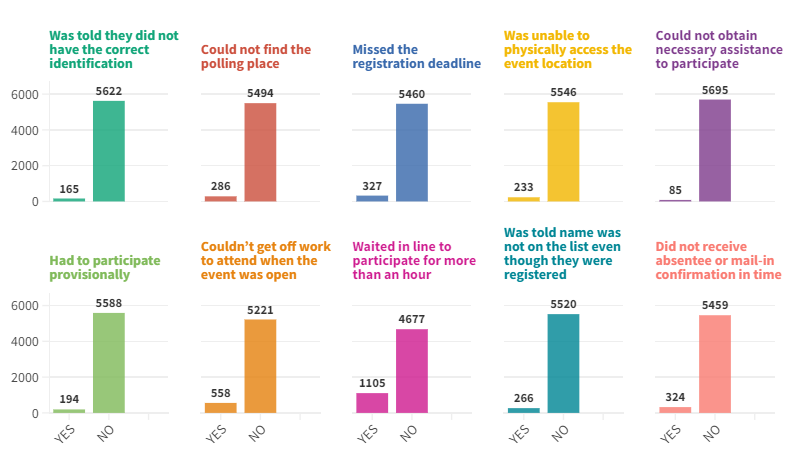 Was told they did not
have the correct
identification
Could not find the
polling place
Missed the
registration deadline
Was unable to
physically access the
event location
Could not obtain
necessary assistance
to participate
6000
4000
2000
0
165
5622
286
5494
327
5460
233
5546
85
5695
Had to participate
provisionally
Couldn't get off work
to attend when the
event was open
Waited in line to
participate for more
than an hour
Was told name was
not on the list even
though they were
registered
Did not receive
absentee or mail-in
confirmation in time
6000
4000
2000
0
194
5588
558
5221
1105
4677
266
5520
324
5459
YES
NO
YES
NO
YES
NO
YES
NO
YES
NO